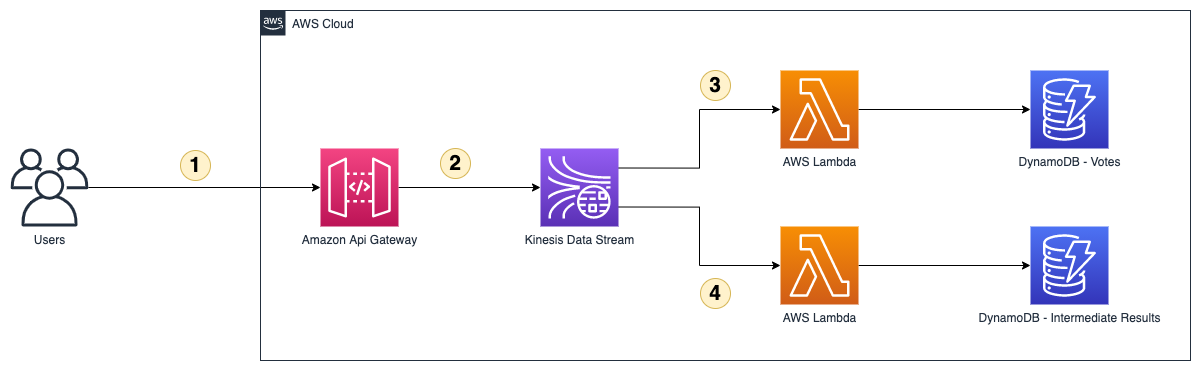 aws
AWS Cloud
1
2
3
4
Users
Amazon Api Gateway
Kinesis Data Stream
</>
AWS Lambda
DynamoDB - Votes
AWS Lambda
DynamoDB - Intermediate Results